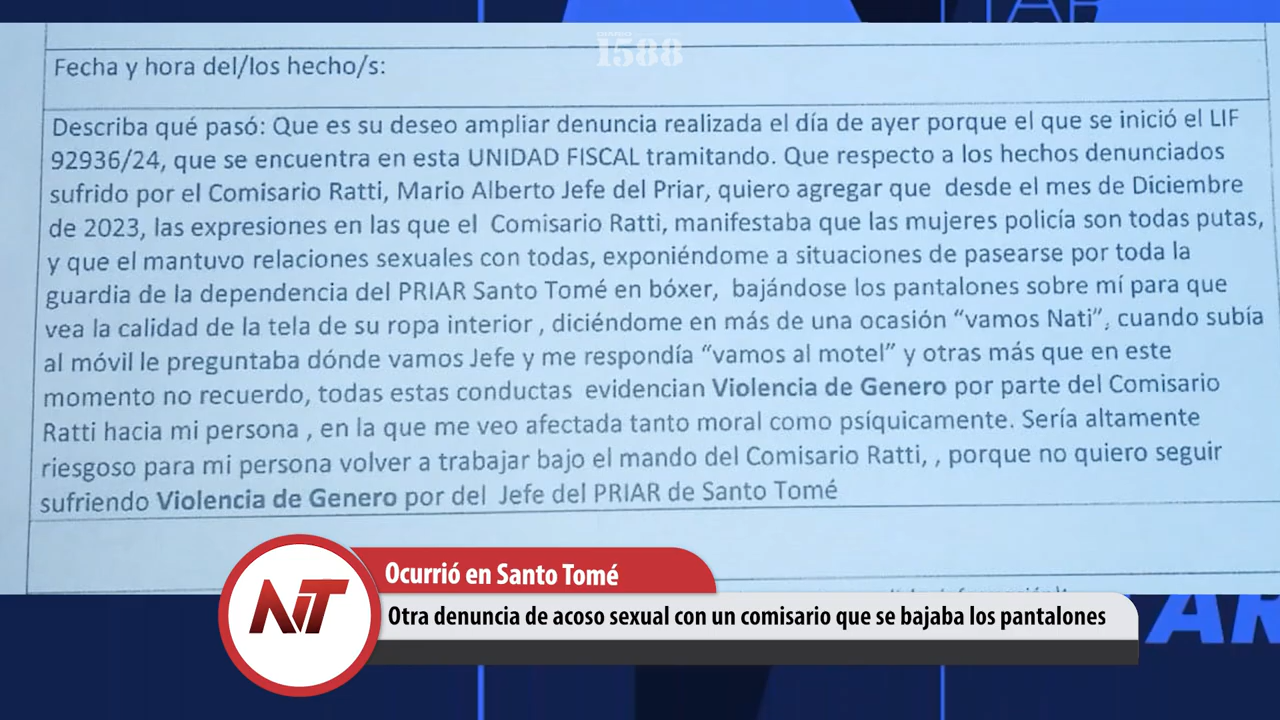 TAR
DIARIO
1588
Fecha y hora del/los hecho/s:
Describa qué pasó: Que es su deseo ampliar denuncia realizada el día de ayer porque el que se inició el LIF
92936/24, que se encuentra en esta UNIDAD FISCAL tramitando. Que respecto a los hechos denunciados
sufrido por el Comisario Ratti, Mario Alberto Jefe del Priar, quiero agregar que desde el mes de Diciembre
de 2023, las expresiones en las que el Comisario Ratti, manifestaba que las mujeres policía son todas putas,
y que el mantuvo relaciones sexuales con todas, exponiéndome a situaciones de pasearse por toda la
guardia de la dependencia del PRIAR Santo Tomé en bóxer, bajándose los pantalones sobre mí para que
vea la calidad de la tela de su ropa interior , diciéndome en más de una ocasión “vamos Nati”, cuando subía
al móvil le preguntaba dónde vamos Jefe y me respondía “vamos al motel” y otras más que en este
momento no recuerdo, todas estas conductas evidencian Violencia de Genero por parte del Comisario
Ratti hacia mi persona , en la que me veo afectada tanto moral como psíquicamente. Sería altamente
riesgoso para mi persona volver a trabajar bajo el mando del Comisario Ratti, , porque no quiero seguir
sufriendo Violencia de Genero por del Jefe del PRIAR de Santo Tomé
NT
Ocurrió en Santo Tomé
Otra denuncia de acoso sexual con un comisario que se bajaba los pantalones
AR